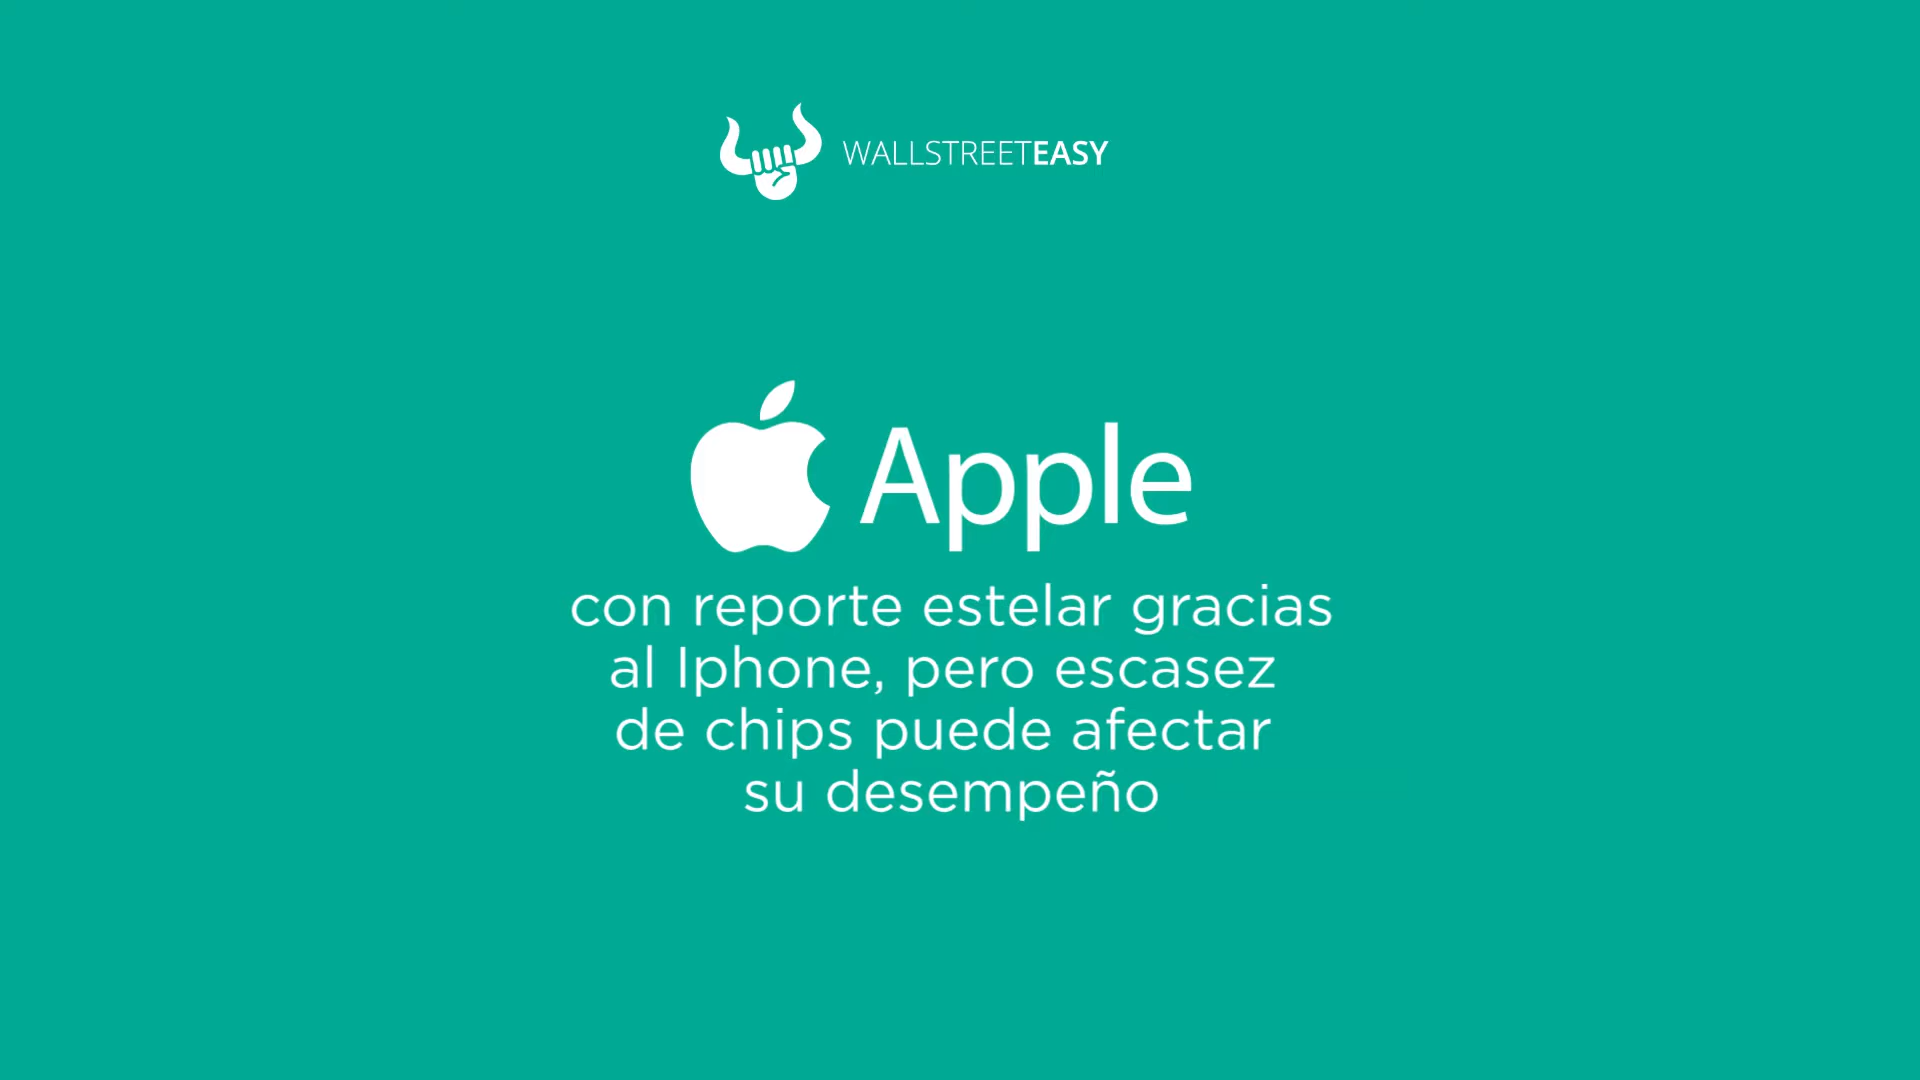 WALLSTREETEASY
Apple
con reporte estelar gracias
al Iphone, pero escasez
de chips puede afectar
su desempeño